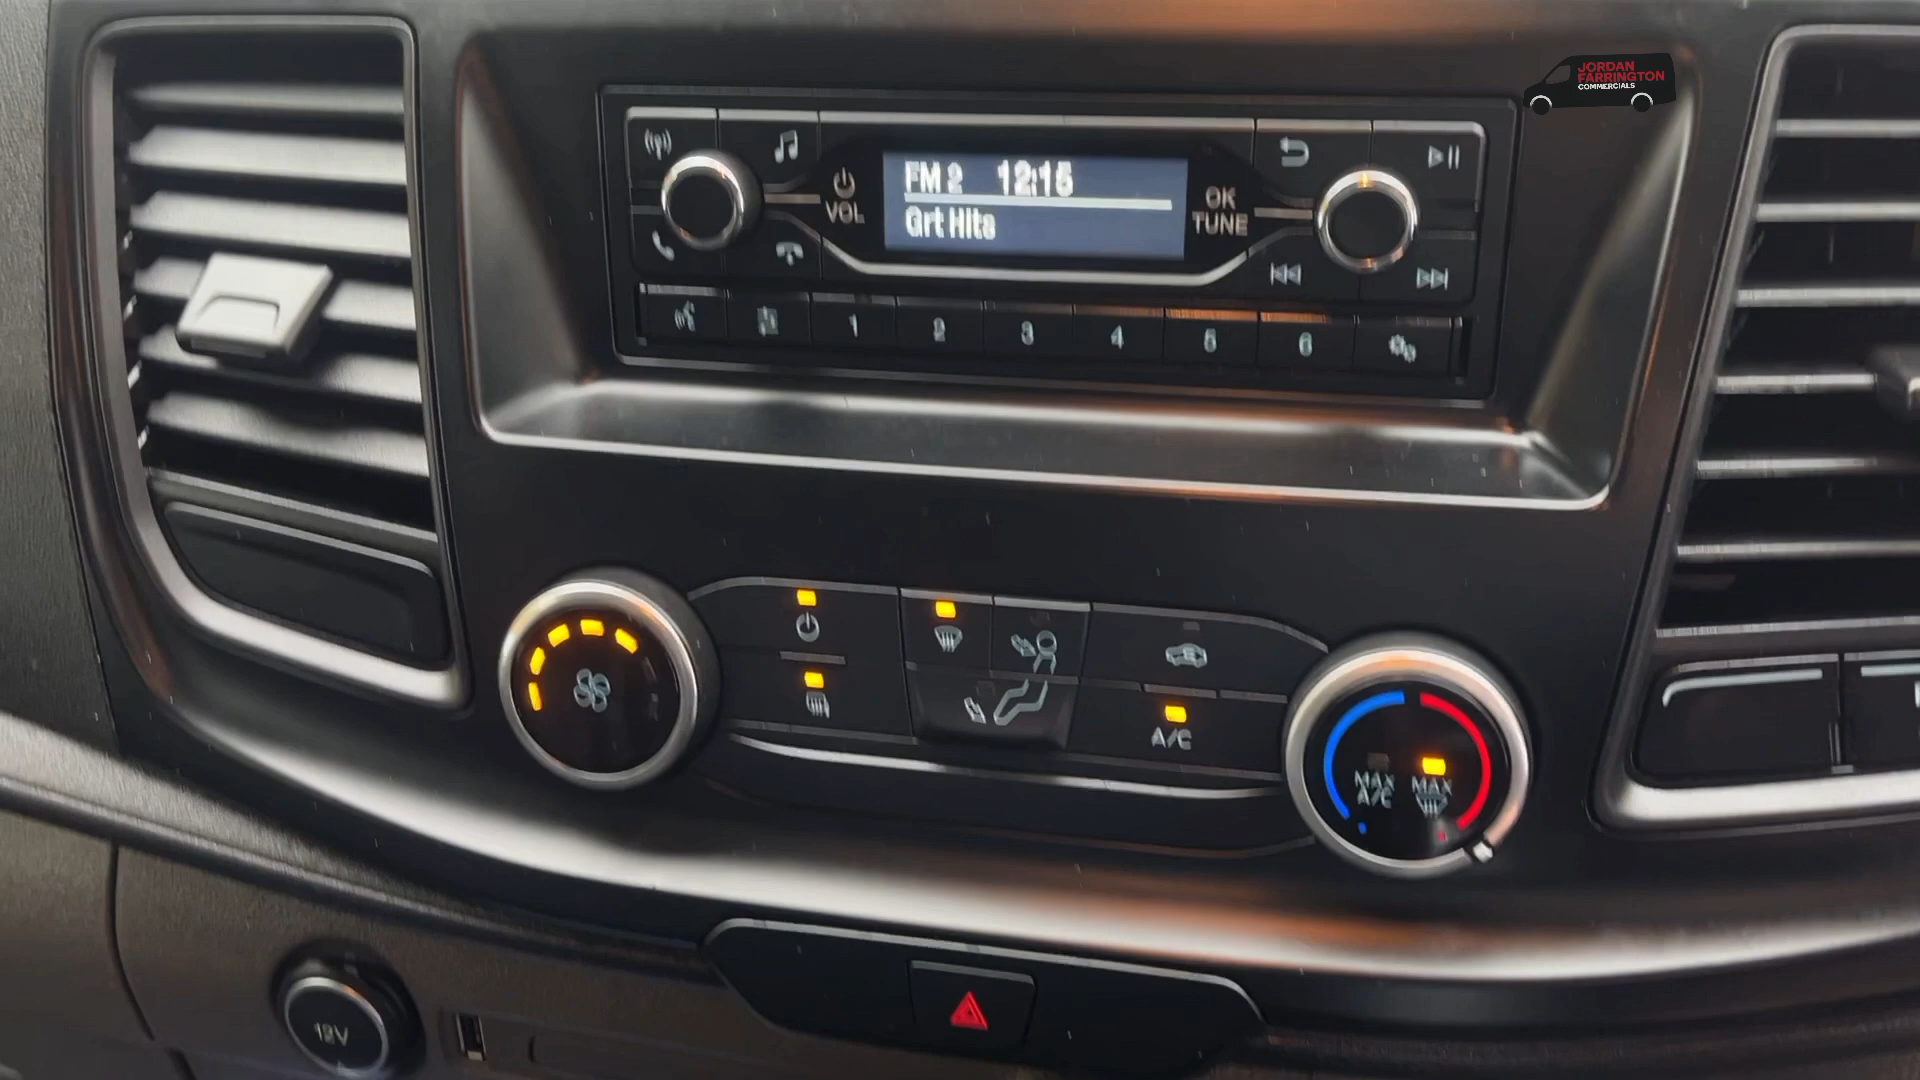 JORDAN
FARRINGTON
COMMERCIALS
FM 2 12:15
Grt Hits
VOL
OK
TUNE
1 2 3 4 5 6
A/C
MAX
A/C
MAX
12V